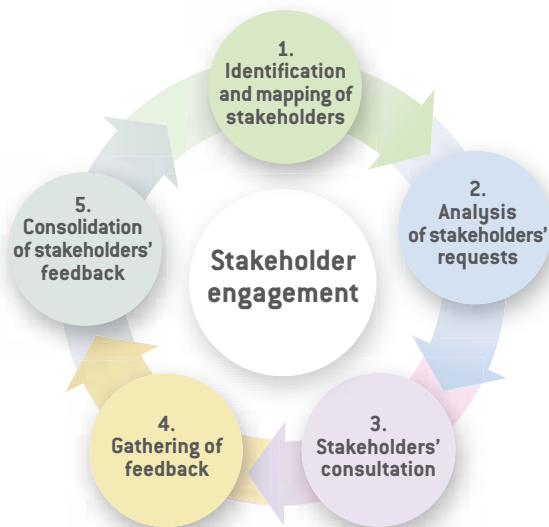 1.
Identification
and mapping of
stakeholders
2.
Analysis
of stakeholders'
requests
3.
Stakeholders'
consultation
4.
Gathering of
feedback
5.
Consolidation
of stakeholders'
feedback
Stakeholder
engagement